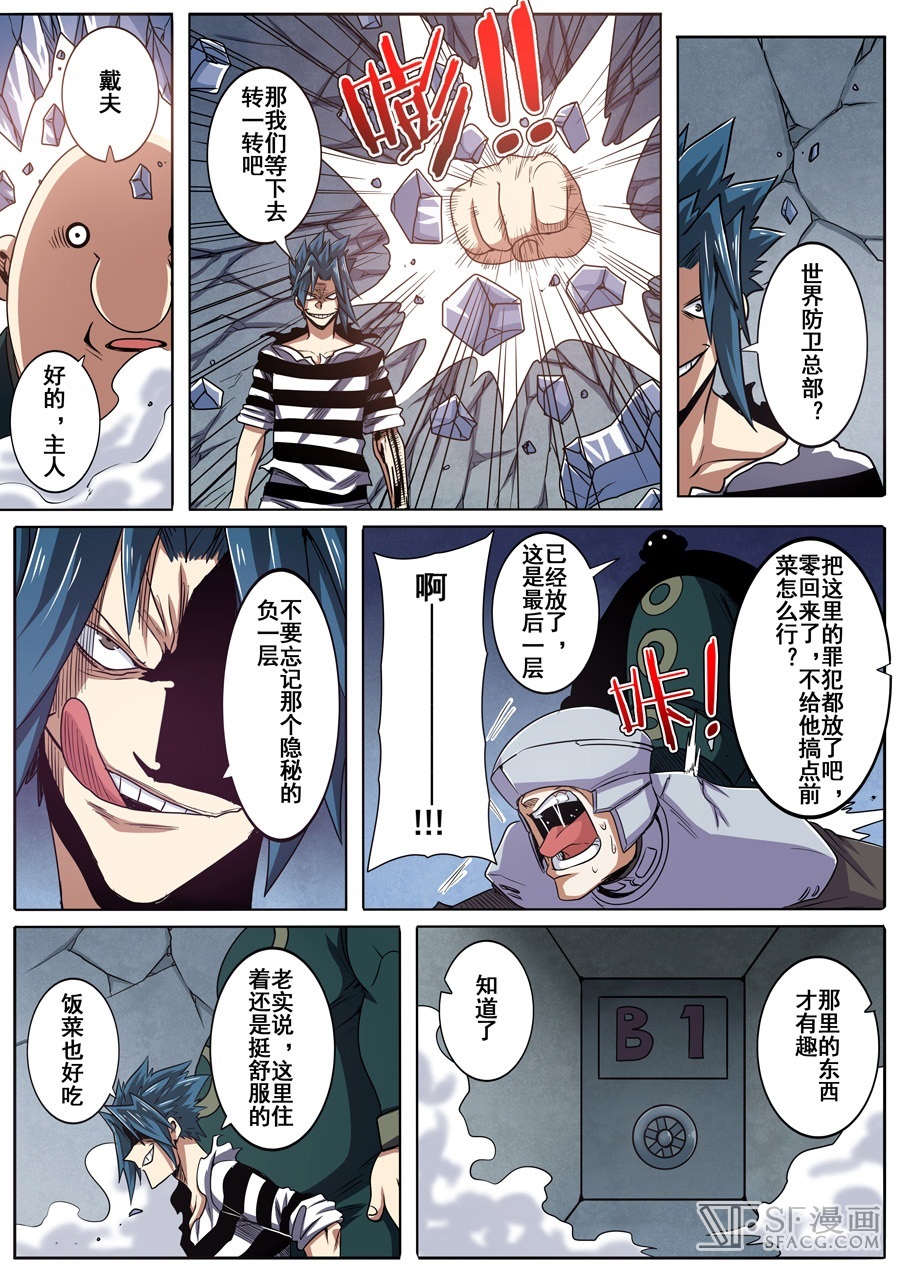 世界防卫总部？
嘭！！
那我们等下去
转一转吧
戴夫
好的，主人
把这里的罪犯都放了吧，
零回来了，不给他搞点前
菜怎么行？
咔！
已经放了，
这是最后一层
啊————!!!
不要忘记那个隐秘的
负一层
那里的东西
才有趣
B1
知道了
老实说，这里住
着还是挺舒服的
饭菜也好吃
SF漫画
SFACG.COM